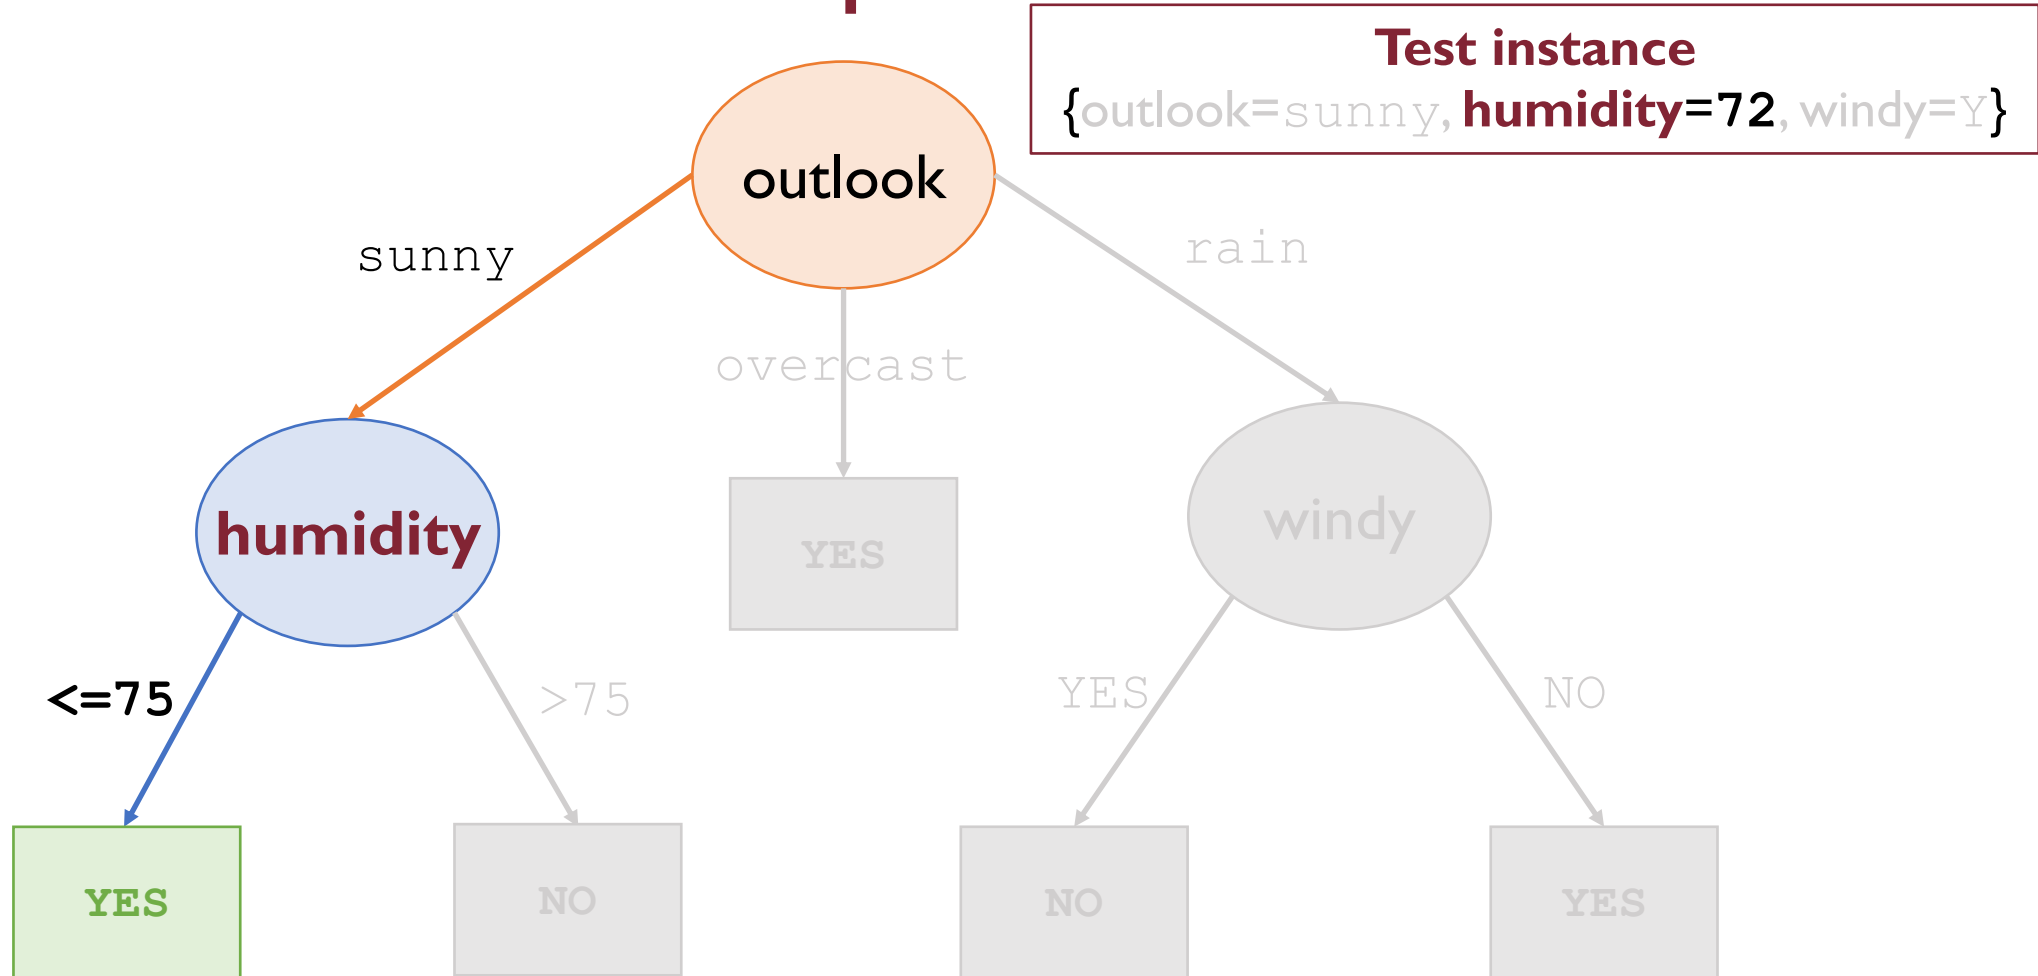 Test instance
{outlook=sunny, humidity=72, windy=Y}
outlook
sunny
rain
overcast
humidity
YES
windy
<=75
>75
YES
NO
YES
NO
NO
YES